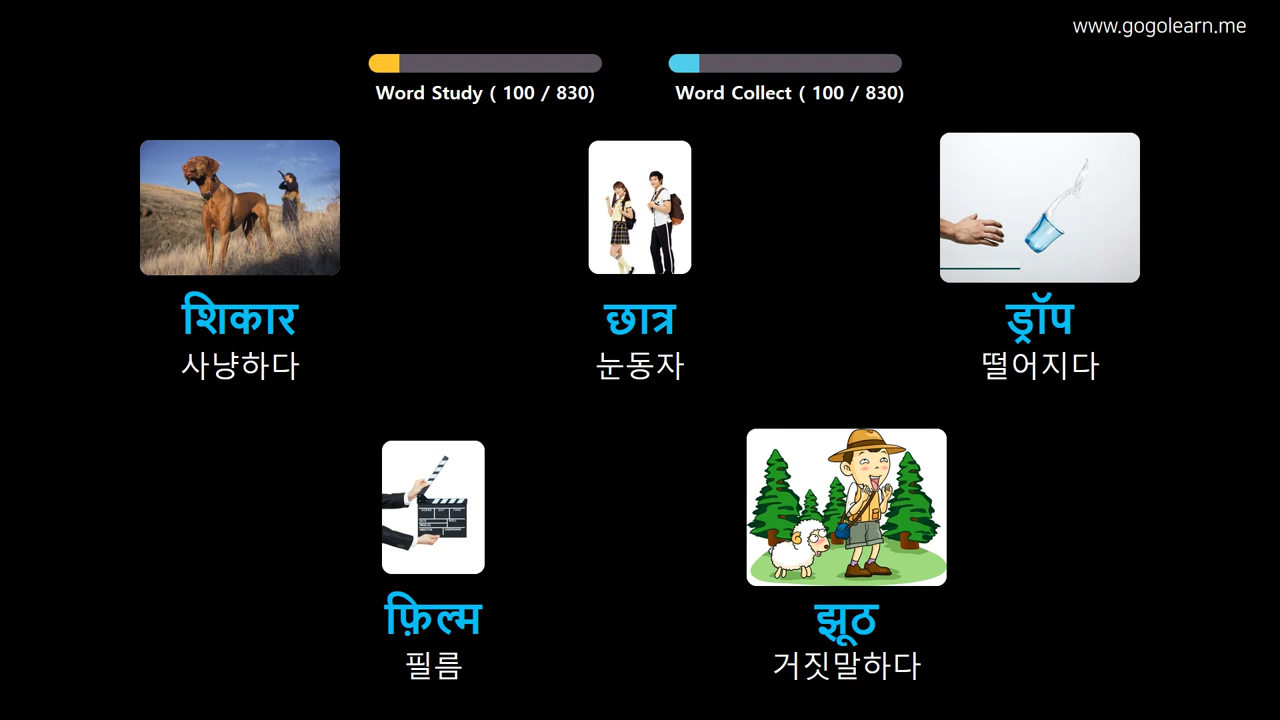 www.gogolearn.me
Word Study ( 100 / 830)
Word Collect ( 100 / 830)
शिकार
사냥하다
छात्र
눈동자
ड्रॉप
떨어지다
फ़िल्म
필름
झूठ
거짓말하다